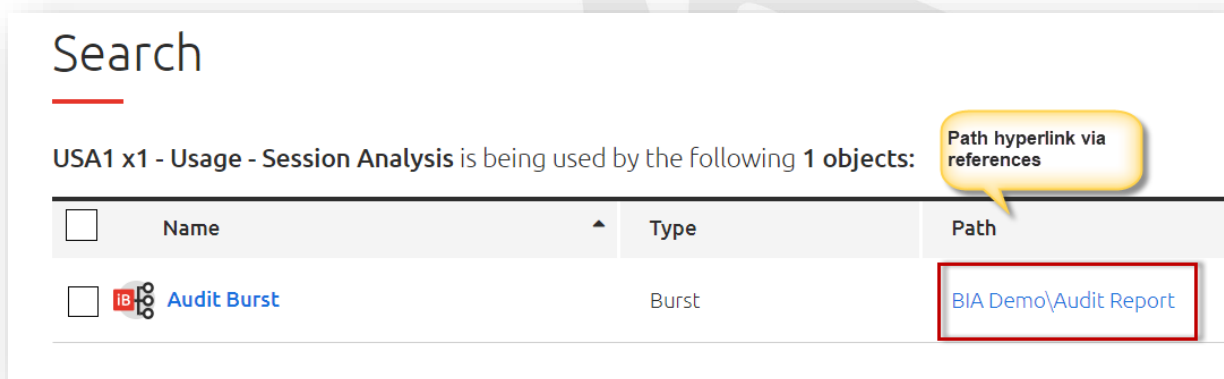 Search
Path hyperlink via
references
USA1 x1 - Usage - Session Analysis is being used by the following 1 objects:
Name Type Path
iB Audit Burst Burst BIA Demo\Audit Report